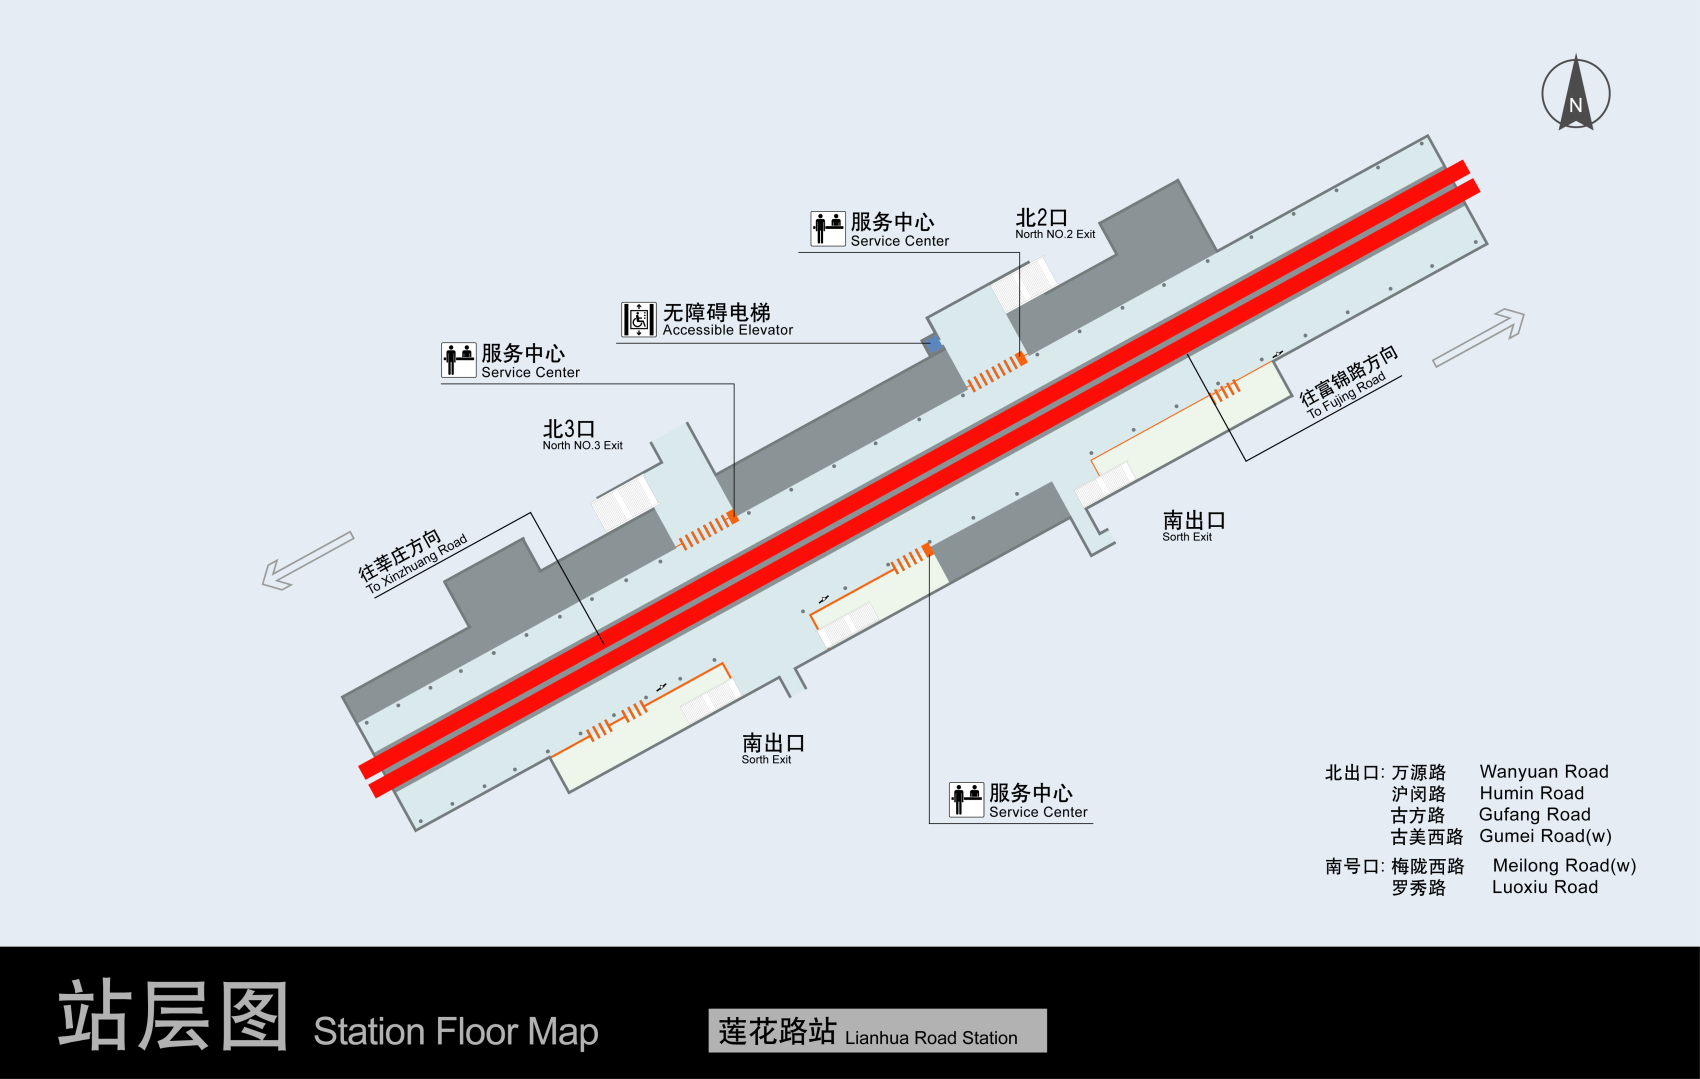 N
服务中心
Service Center
北2口
North NO.2 Exit
无障碍电梯
Accessible Elevator
服务中心
Service Center
北3口
North NO.3 Exit
往富锦路方向
To Fujing Road
往莘庄方向
To Xinzhuang Road
南出口
Sorth Exit
南出口
Sorth Exit
服务中心
Service Center
北出口: 万源路 Wanyuan Road
沪闵路 Humin Road
古方路 Gufang Road
古美西路 Gumei Road(w)
南号口: 梅陇西路 Meilong Road(w)
罗秀路 Luoxiu Road
站层图 Station Floor Map
莲花路站 Lianhua Road Station